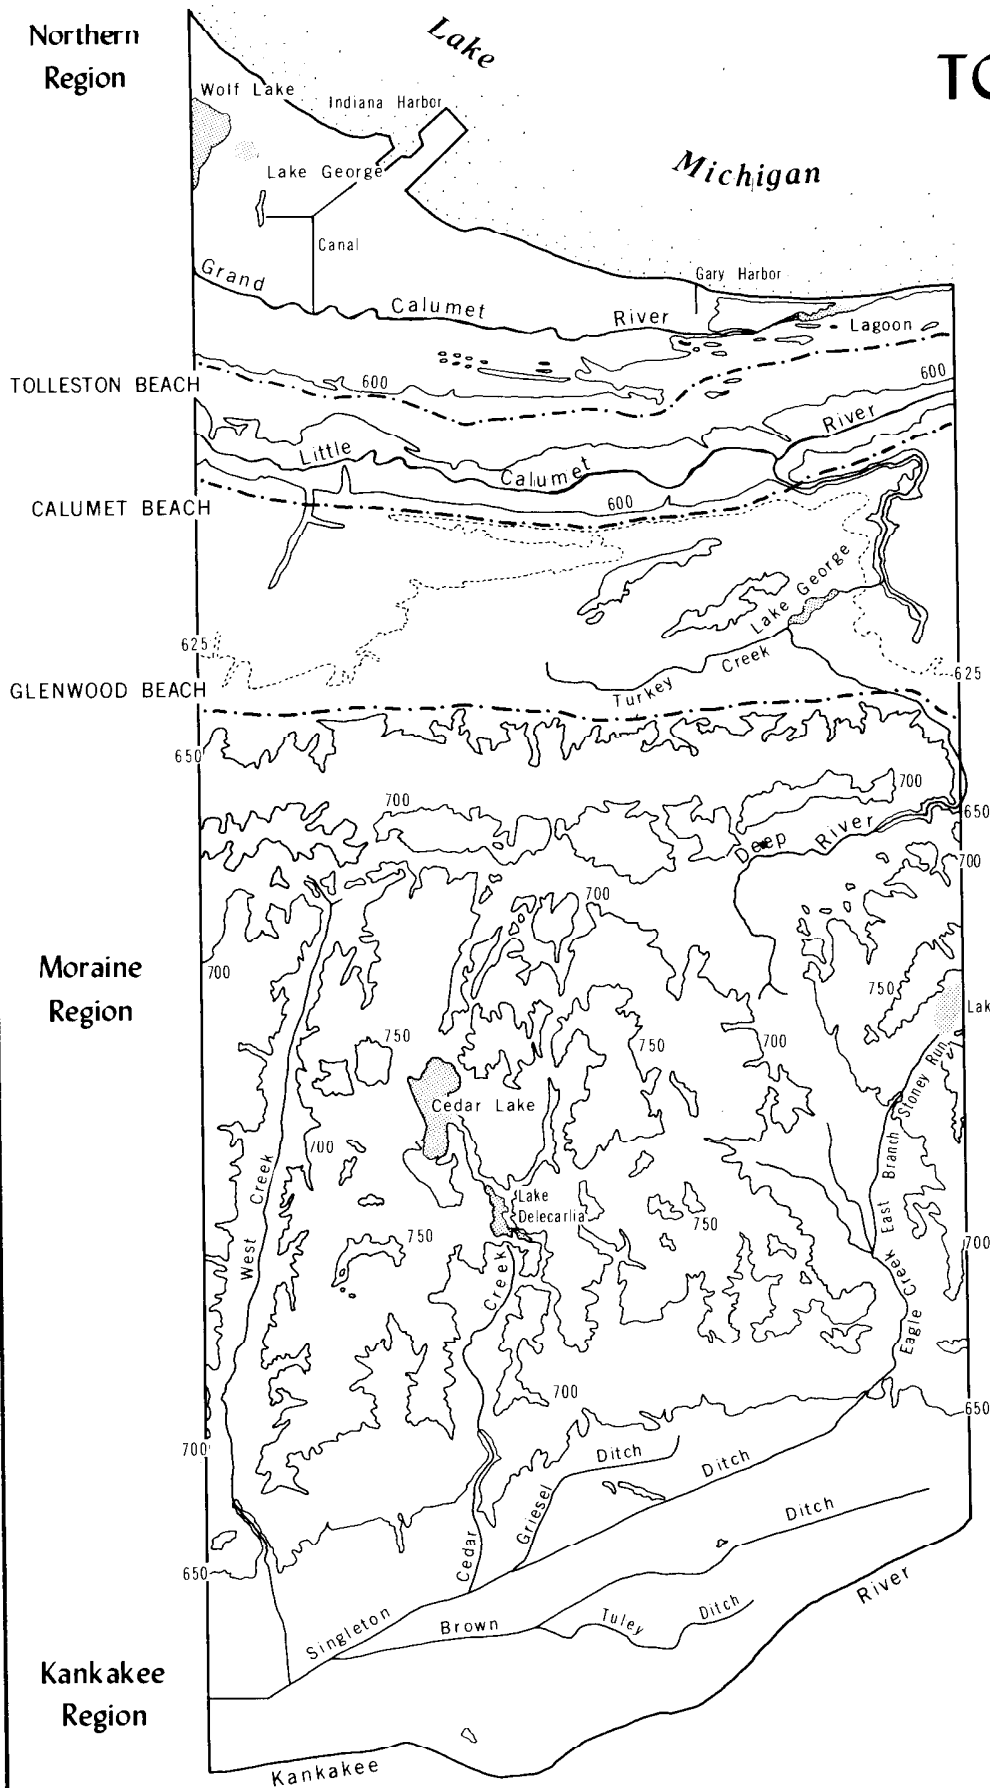 Northern
Region
Lake
Michigan
Wolf Lake
Indiana Harbor
Lake George
Canal
Gary Harbor
Grand Calumet River
Lagoon
TOLLESTON BEACH
600
600
Little Calumet River
CALUMET BEACH
600
Lake George
625
Turkey Creek
625
GLENWOOD BEACH
650
700
700
650
Deep River
700
700
700
Moraine
Region
750
Lak
750
750
700
Cedar Lake
East Branch Stoney Run
700
West Creek
Lake
Delecarlia
750
750
700
Creek
Eagle Creek
700
650
700
Ditch
Ditch
Griesel
Ditch
Cedar
650
Singleton
Brown
Tuley
Ditch
River
Kankakee
Region
Kankakee